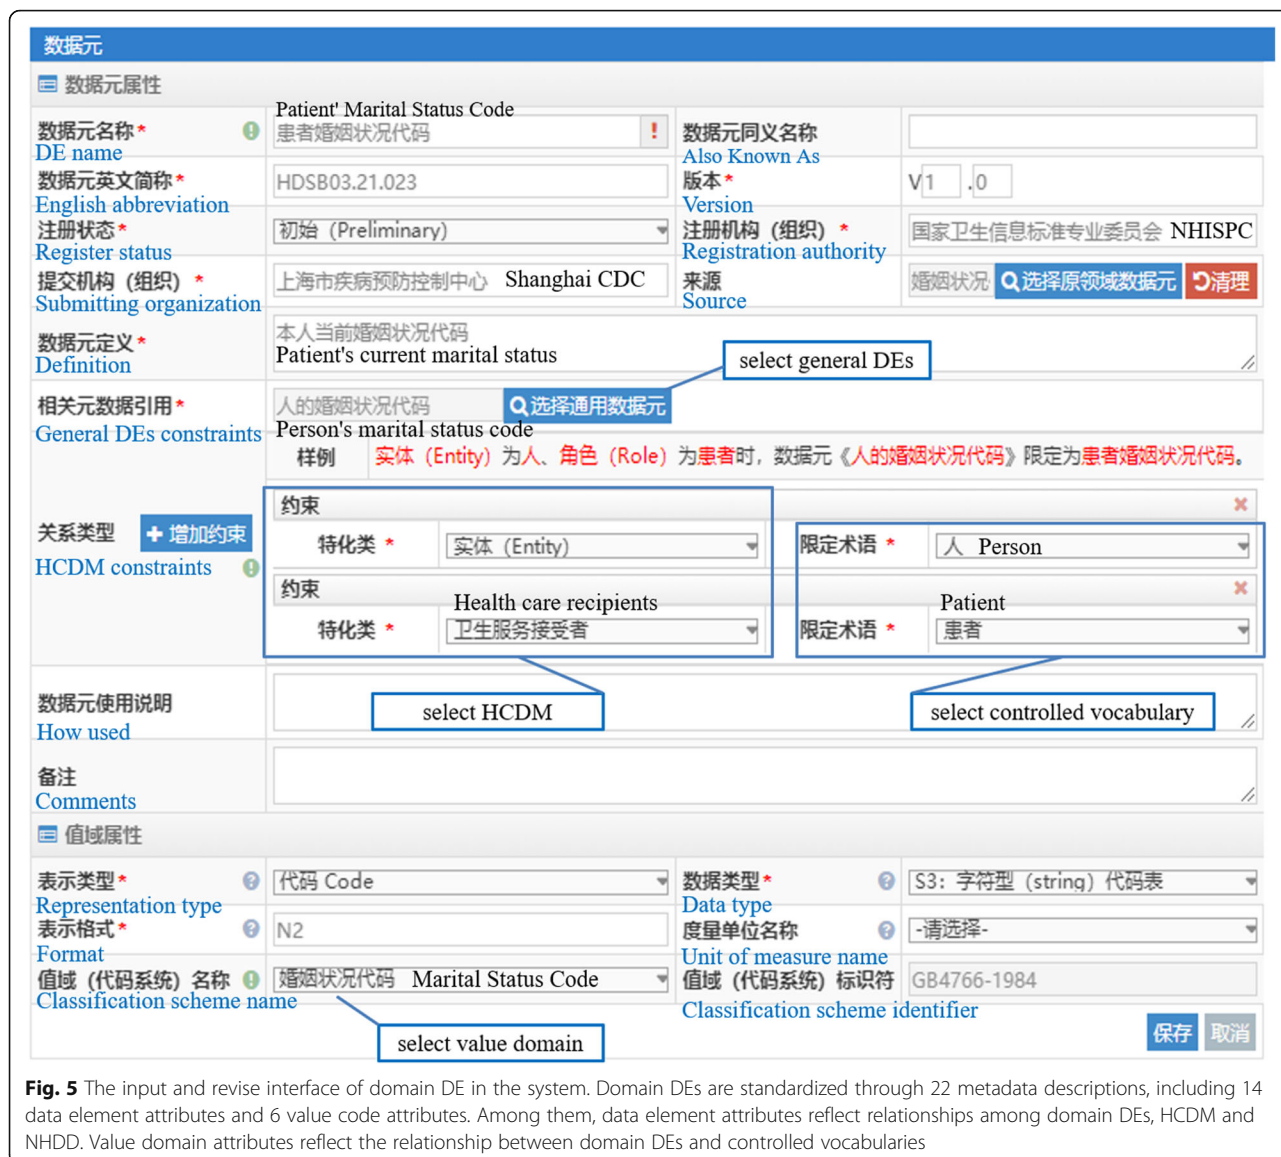 数据元
数据元属性
Patient' Marital Status Code
数据元名称* 患者婚姻状况代码 ! 数据元同义名称
DE name Also Known As
数据元英文简称* HDSB03.21.023 版本* V1 .0
English abbreviation Version
注册状态* 初始（Preliminary） 注册机构（组织）* 国家卫生信息标准专业委员会 NHISPC
Register status Registration authority
提交机构（组织）* 上海市疾病预防控制中心 Shanghai CDC 来源 婚姻状况 选择原领域数据元 清理
Submitting organization Source
本人当前婚姻状况代码
数据元定义* Patient's current marital status
Definition select general DEs
相关元数据引用* 人的婚姻状况代码 选择通用数据元
General DEs constraints Person's marital status code
样例 实体（Entity）为人、角色（Role）为患者时，数据元《人的婚姻状况代码》限定为患者婚姻状况代码。
约束
关系类型 增加约束 特化类 * 实体（Entity） 限定术语 * 人 Person
HCDM constraints
约束
Health care recipients Patient
特化类 * 卫生服务接受者 限定术语 * 患者
数据元使用说明 select HCDM select controlled vocabulary
How used
备注
Comments
值域属性
表示类型* 代码 Code 数据类型* S3：字符型（string）代码表
Representation type Data type
表示格式* N2 度量单位名称 -请选择-
Format Unit of measure name
值域（代码系统）名称 婚姻状况代码 Marital Status Code 值域（代码系统）标识符 GB4766-1984
Classification scheme name Classification scheme identifier
select value domain 保存 取消
Fig. 5 The input and revise interface of domain DE in the system. Domain DEs are standardized through 22 metadata descriptions, including 14
data element attributes and 6 value code attributes. Among them, data element attributes reflect relationships among domain DEs, HCDM and
NHDD. Value domain attributes reflect the relationship between domain DEs and controlled vocabularies